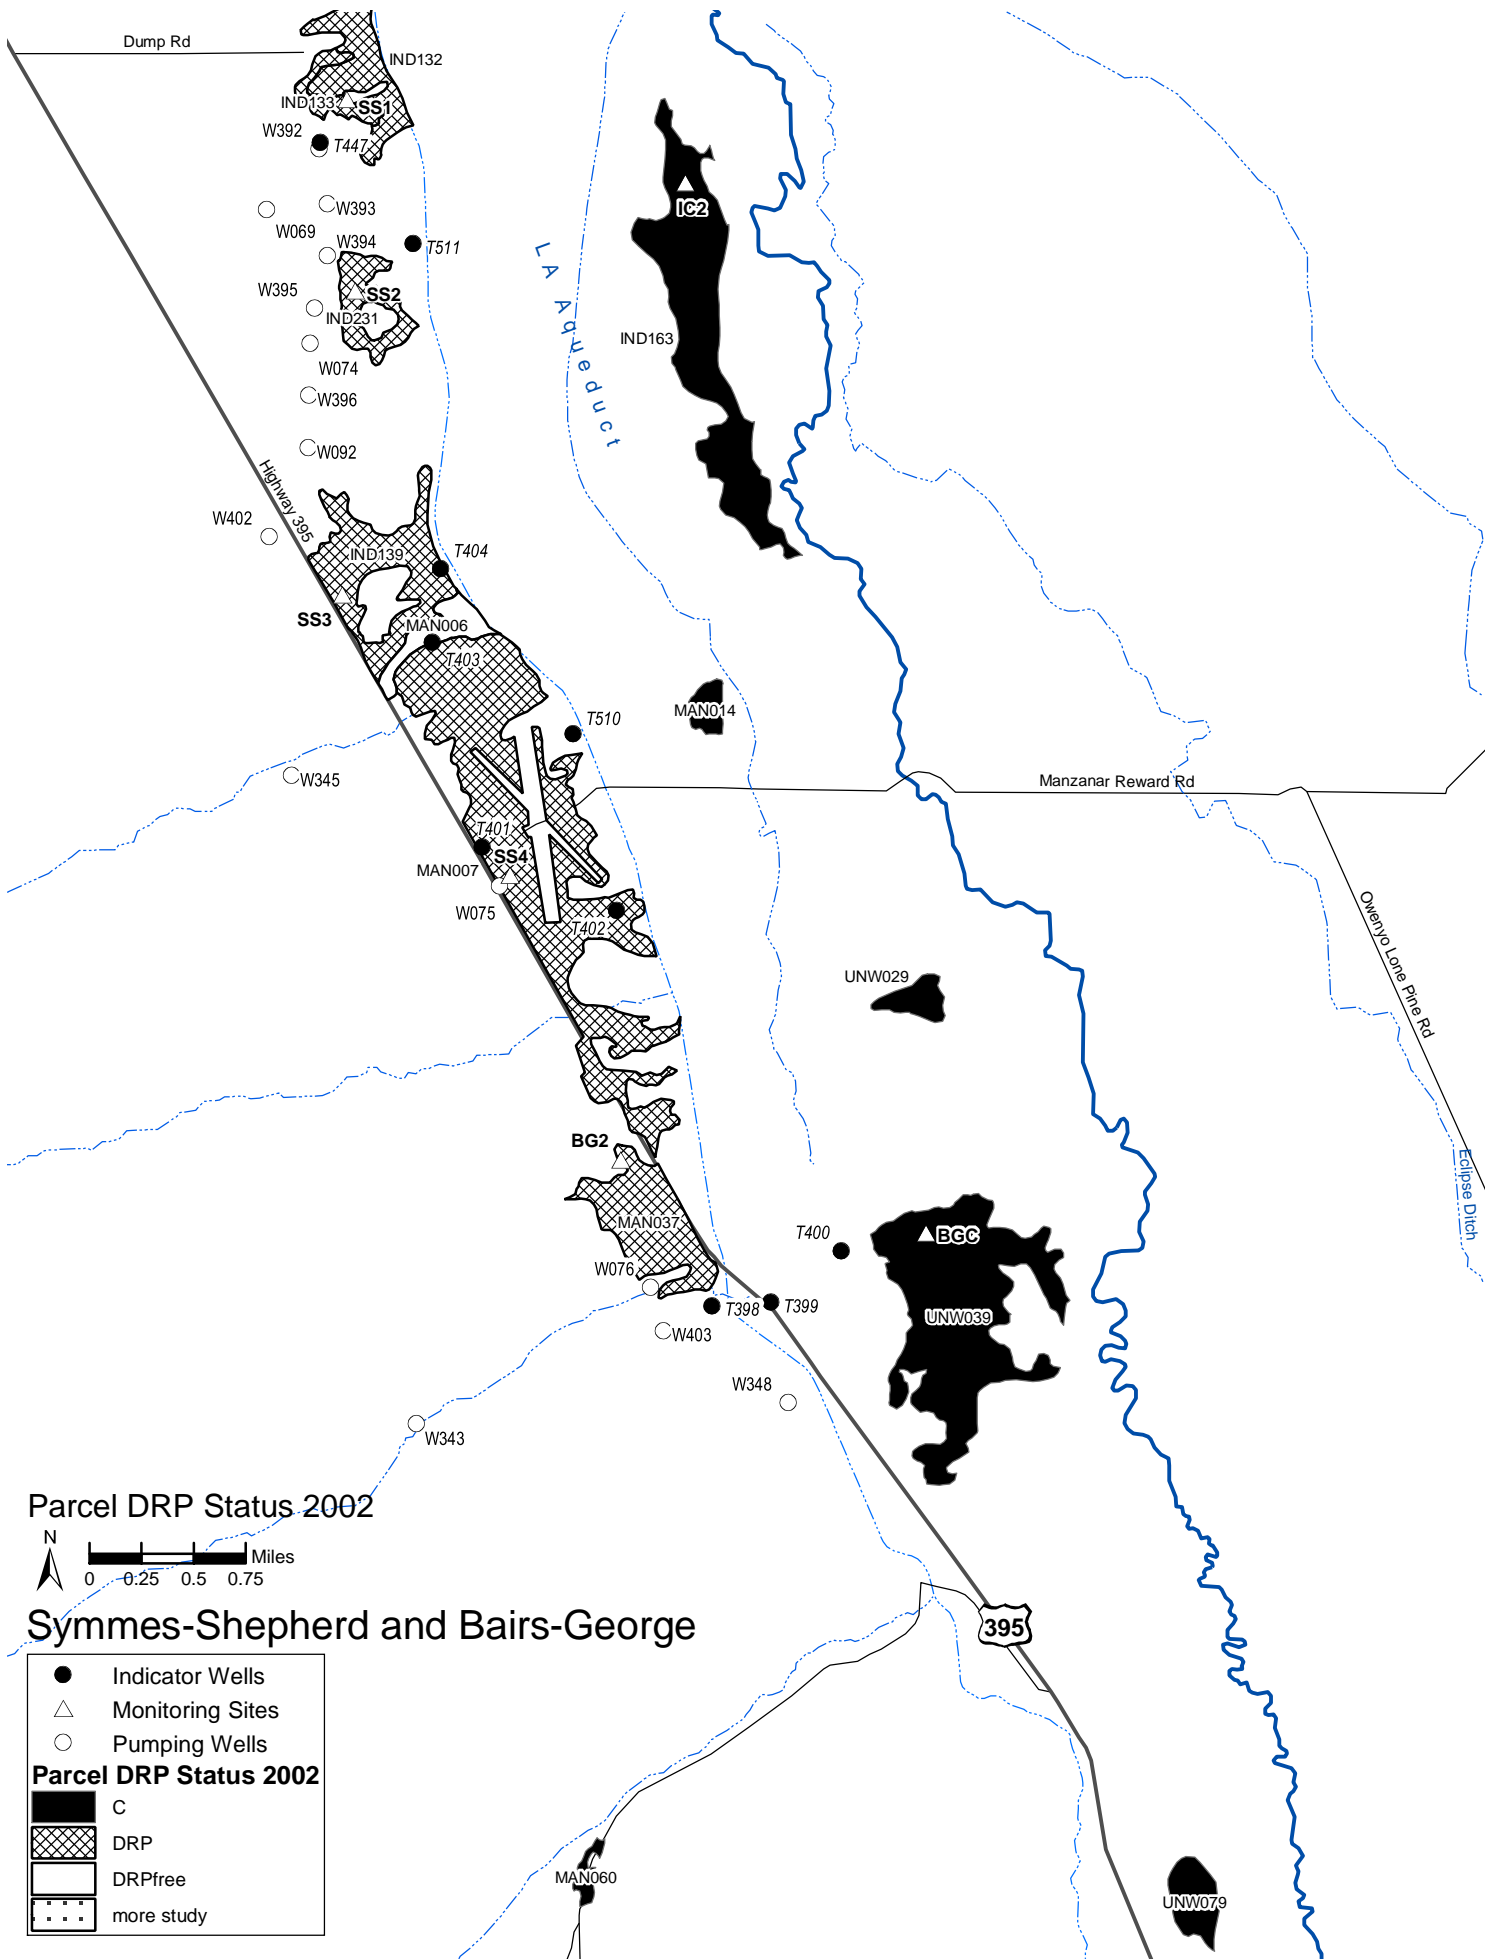 Dump Rd
IND132
IND133
SS1
W392
T447
IC2
W393
W069
W394
T511
LA Aqueduct
W395
SS2
IND231
IND163
W074
W396
W092
Highway 395
W402
IND139
T404
SS3
MAN006
T403
MAN014
T510
W345
Manzanar Reward Rd
T401
SS4
MAN007
W075
T402
Owenyo Lone Pine Rd
UNW029
BG2
Eclipse Ditch
MAN037
T400
BGC
W076
T398
T399
UNW039
W403
W348
W343
Parcel DRP Status 2002
N
Miles
0 0.25 0.5 0.75
Symmes-Shepherd and Bairs-George
395
Indicator Wells
Monitoring Sites
Pumping Wells
Parcel DRP Status 2002
C
DRP
DRPfree
more study
MAN060
UNW079